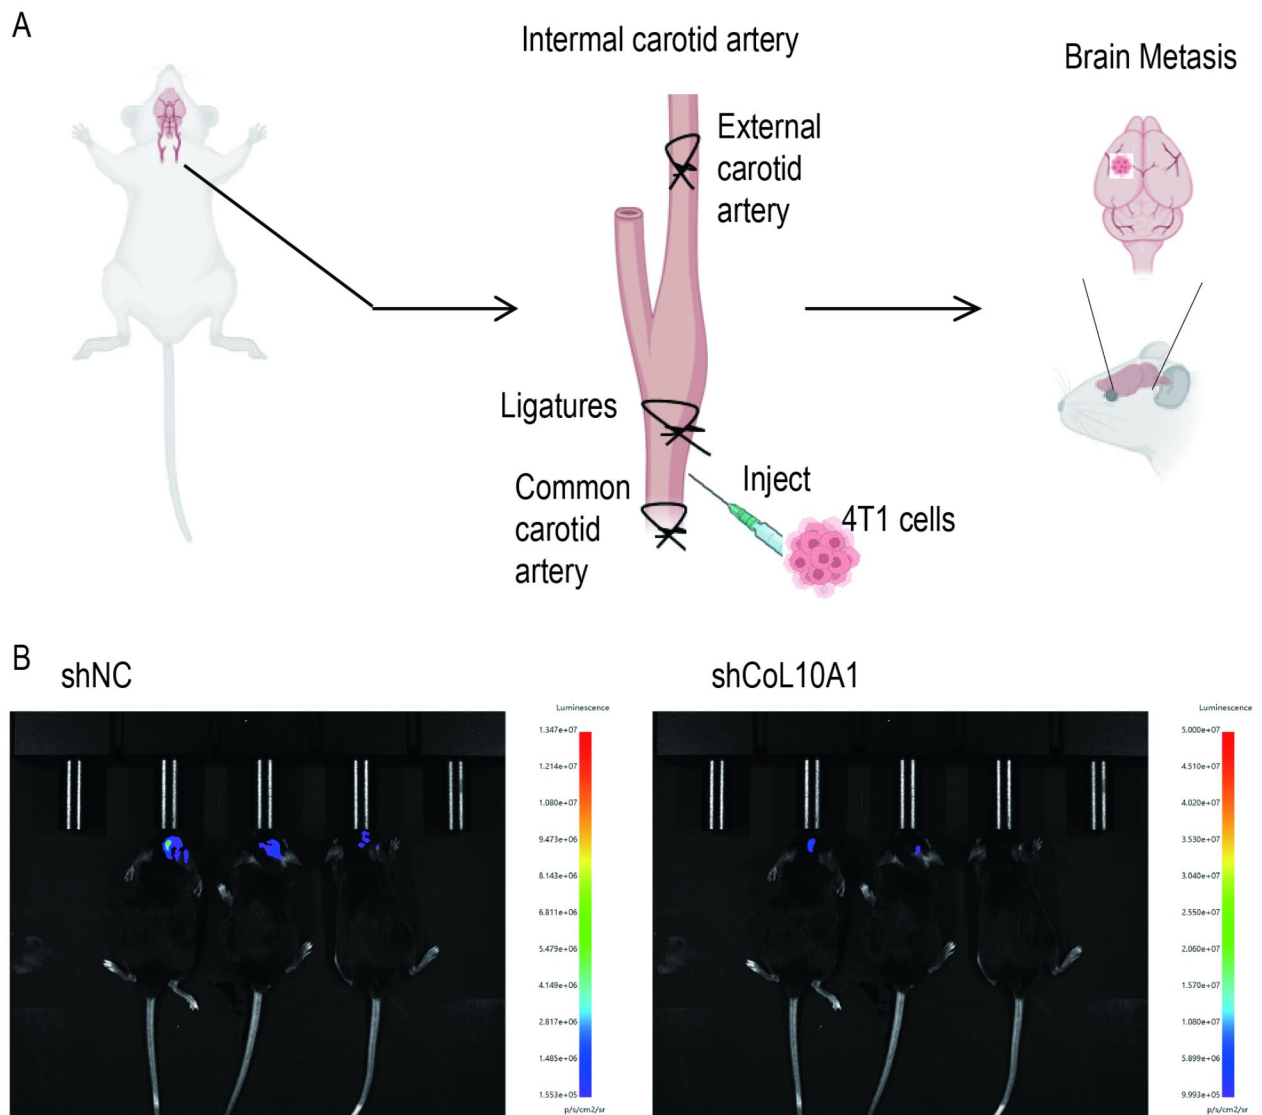 A
Intermal carotid artery
Brain Metasis
External
carotid
artery
Ligatures
Common
carotid
artery
Inject
4T1 cells
B
shNC
shCoL10A1
Luminescence
1.347e+07
1.214e+07
1.080e+07
9.473e+06
8.143e+06
6.811e+06
5.479e+06
4.149e+06
2.817e+06
1.485e+06
1.553e+05
p/s/cm2/sr
Luminescence
5.000e+07
4.510e+07
4.020e+07
3.530e+07
3.040e+07
2.550e+07
2.060e+07
1.570e+07
1.080e+07
5.899e+06
9.993e+05
p/s/cm2/sr